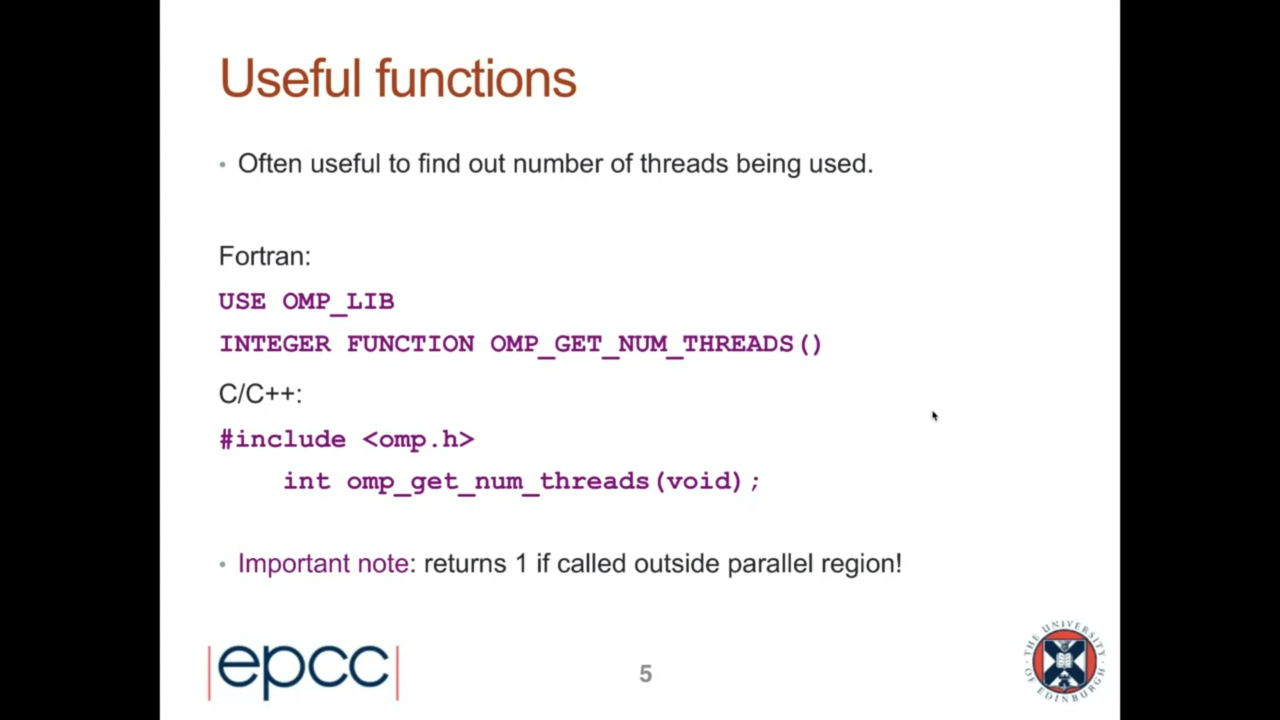 Useful functions
• Often useful to find out number of threads being used.
Fortran:
USE OMP_LIB
INTEGER FUNCTION OMP_GET_NUM_THREADS()
C/C++:
#include <omp.h>
int omp_get_num_threads(void);
• Important note: returns 1 if called outside parallel region!
epcc
5
THE UNIVERSITY OF EDINBURGH